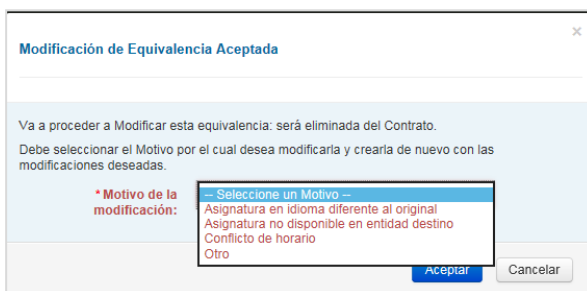 ×
Modificación de Equivalencia Aceptada
Va a proceder a Modificar esta equivalencia: será eliminada del Contrato.
Debe seleccionar el Motivo por el cual desea modificarla y crearla de nuevo con las
modificaciones deseadas.
* Motivo de la
modificación:
-- Seleccione un Motivo --
Asignatura en idioma diferente al original
Asignatura no disponible en entidad destino
Conflicto de horario
Otro
Aceptar
Cancelar